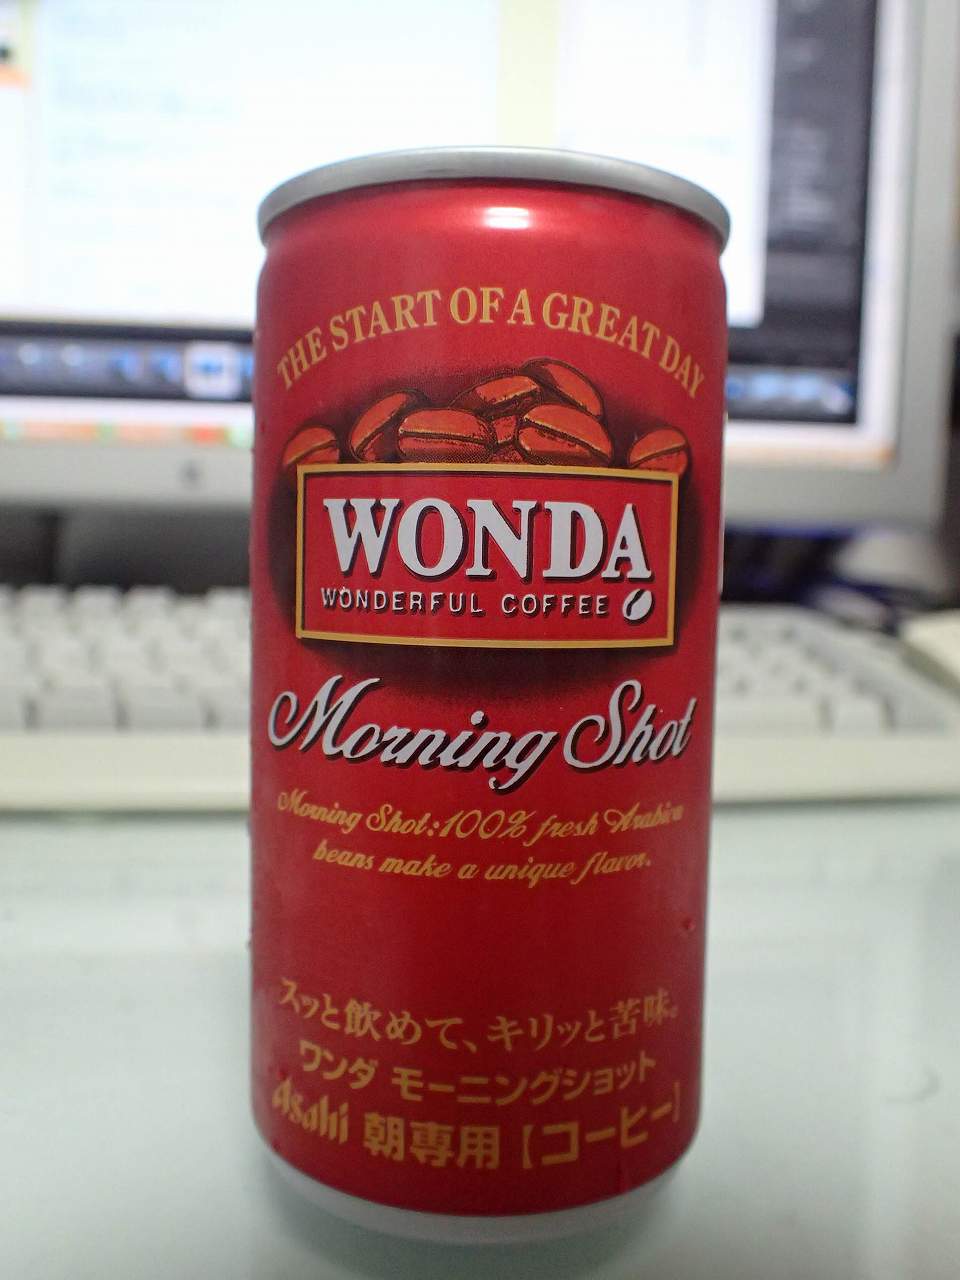 THE START OF A GREAT DAY
WONDA
WONDERFUL COFFEE
Morning Shot
Morning Shot:100% fresh Arabica
beans make a unique flavor.
スッと飲めて、キリッと苦味。
ワンダ モーニングショット
Asahi 朝専用【コーヒー】